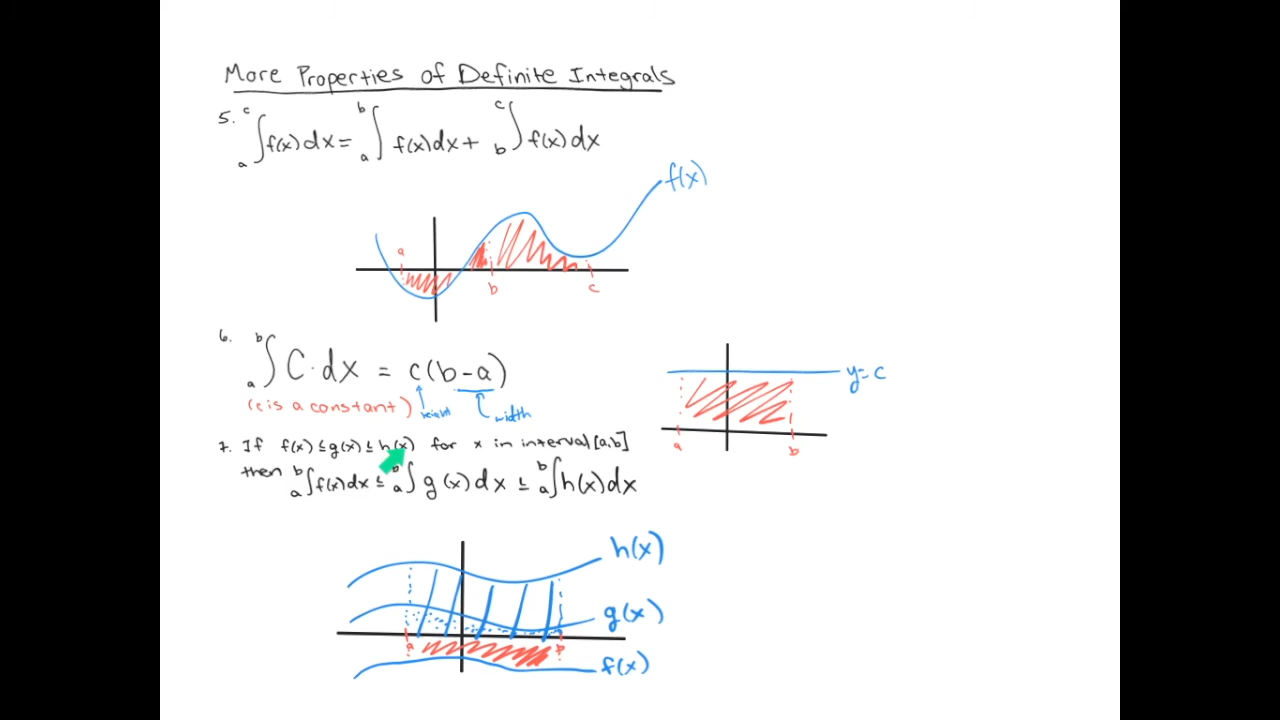 More Properties of Definite Integrals
5. ₐ∫ᶜ f(x) dx = ₐ∫ᵇ f(x)dx + b∫ᶜ f(x) dx
f(x)
a
b
c
6. ₐ∫ᵇ C · dx = c(b-a)
(c is a constant) height width
y=c
a
b
7. If f(x) ≤ g(x) ≤ h(x) for x in interval [a,b]
then ₐ∫ᵇ f(x)dx ≤ ₐ∫ᵇ g(x) dx ≤ ₐ∫ᵇ h(x) dx
h(x)
g(x)
a
b
f(x)